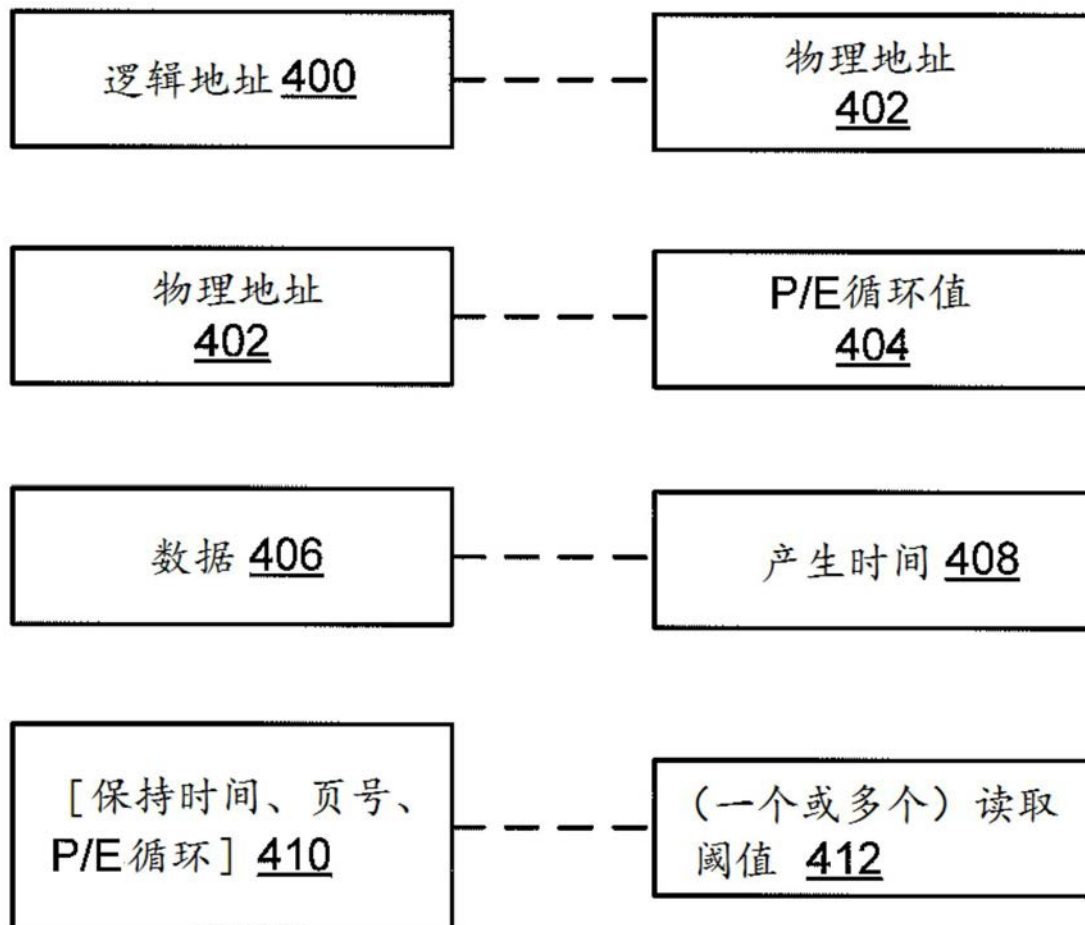 逻辑地址 400
物理地址
402
物理地址
402
P/E循环值
404
数据 406
产生时间 408
[保持时间、页号、
P/E循环] 410
（一个或多个）读取
阈值 412